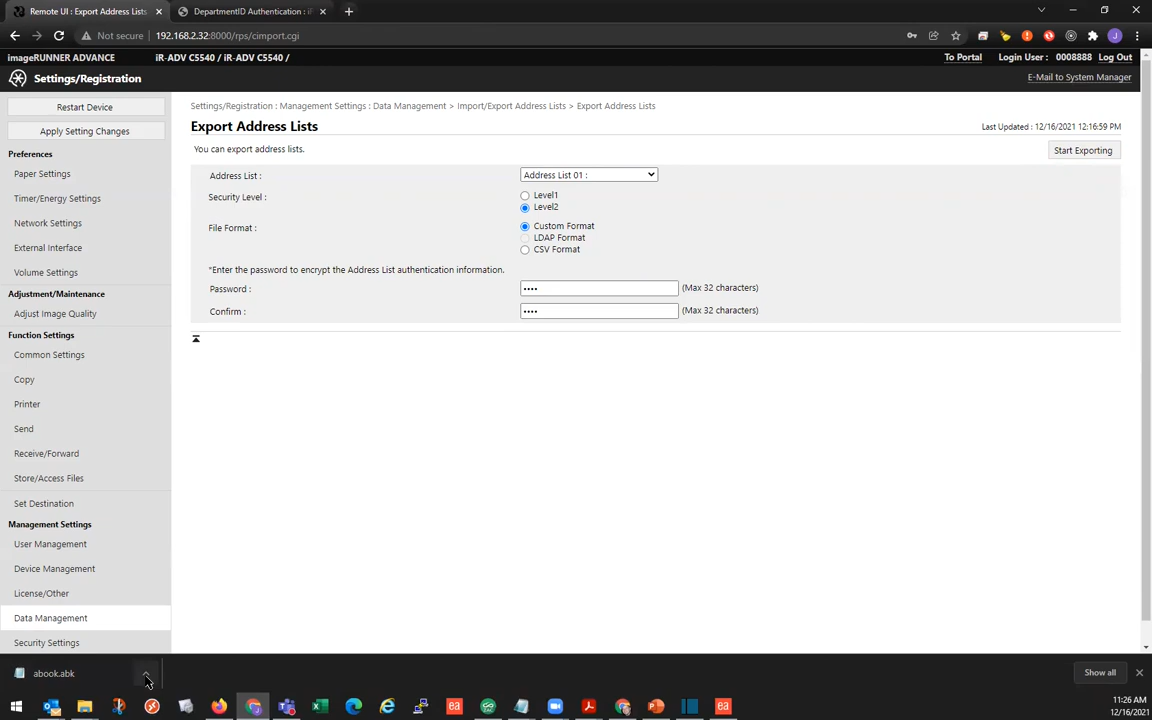 Remote UI : Export Address Lists
DepartmentID Authentication : iR
Not secure
192.168.2.32:8000/rps/cimport.cgi
J
imageRUNNER ADVANCE
iR-ADV C5540 / iR-ADV C5540 /
To Portal
Login User : 0008888
Log Out
Settings/Registration
E-Mail to System Manager
Restart Device
Apply Setting Changes
Preferences
Paper Settings
Timer/Energy Settings
Network Settings
External Interface
Volume Settings
Adjustment/Maintenance
Adjust Image Quality
Function Settings
Common Settings
Copy
Printer
Send
Receive/Forward
Store/Access Files
Set Destination
Management Settings
User Management
Device Management
License/Other
Data Management
Security Settings
Settings/Registration : Management Settings : Data Management > Import/Export Address Lists > Export Address Lists
Export Address Lists
Last Updated : 12/16/2021 12:16:59 PM
You can export address lists.
Start Exporting
Address List :
Address List 01 :
Security Level :
Level1
Level2
File Format :
Custom Format
LDAP Format
CSV Format
*Enter the password to encrypt the Address List authentication information.
Password :
••••
(Max 32 characters)
Confirm :
••••
(Max 32 characters)
abook.abk
Show all
ea
ea
11:26 AM
12/16/2021